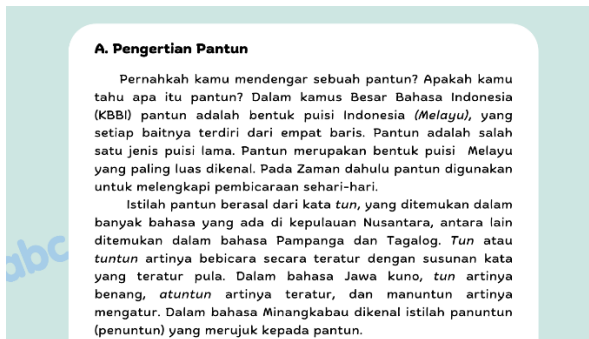 A. Pengertian Pantun
Pernahkah kamu mendengar sebuah pantun? Apakah kamu
tahu apa itu pantun? Dalam kamus Besar Bahasa Indonesia
(KBBI) pantun adalah bentuk puisi Indonesia (Melayu), yang
setiap baitnya terdiri dari empat baris. Pantun adalah salah
satu jenis puisi lama. Pantun merupakan bentuk puisi Melayu
yang paling luas dikenal. Pada Zaman dahulu pantun digunakan
untuk melengkapi pembicaraan sehari-hari.
Istilah pantun berasal dari kata tun, yang ditemukan dalam
banyak bahasa yang ada di kepulauan Nusantara, antara lain
ditemukan dalam bahasa Pampanga dan Tagalog. Tun atau
tuntun artinya bebicara secara teratur dengan susunan kata
yang teratur pula. Dalam bahasa Jawa kuno, tun artinya
benang, atuntun artinya teratur, dan manuntun artinya
mengatur. Dalam bahasa Minangkabau dikenal istilah panuntun
(penuntun) yang merujuk kepada pantun.
abc